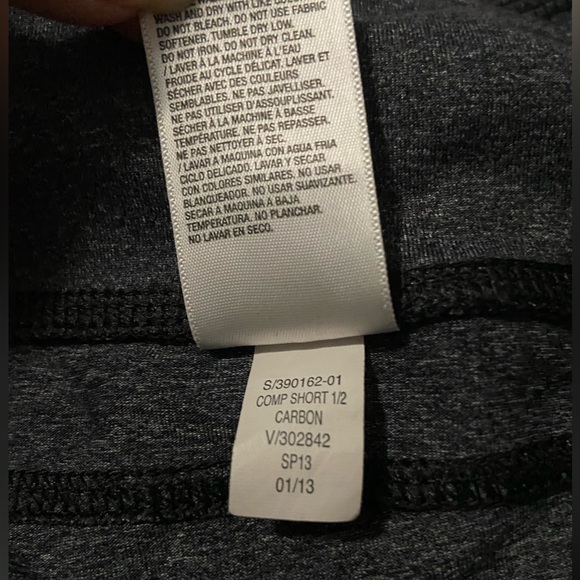 WASH AND DRY WITH LIKE
DO NOT BLEACH. DO NOT USE FABRIC
SOFTENER. TUMBLE DRY LOW.
DO NOT IRON. DO NOT DRY CLEAN.
/ LAVER À LA MACHINE À L'EAU
FROIDE AU CYCLE DÉLICAT. LAVER ET
SÉCHER AVEC DES COULEURS
SEMBLABLES. NE PAS JAVELLISER.
NE PAS UTILISER D'ASSOUPLISSANT.
SÉCHER À LA MACHINE À BASSE
TEMPÉRATURE. NE PAS REPASSER.
NE PAS NETTOYER À SEC.
/ LAVAR A MAQUINA CON AGUA FRIA
CICLO DELICADO. LAVAR Y SECAR
CON COLORES SIMILARES. NO USAR
BLANQUEADOR. NO USAR SUAVIZANTE.
SECAR A MAQUINA A BAJA
TEMPERATURA. NO PLANCHAR.
NO LAVAR EN SECO.
S/390162-01
COMP SHORT 1/2
CARBON
V/302842
SP13
01/13